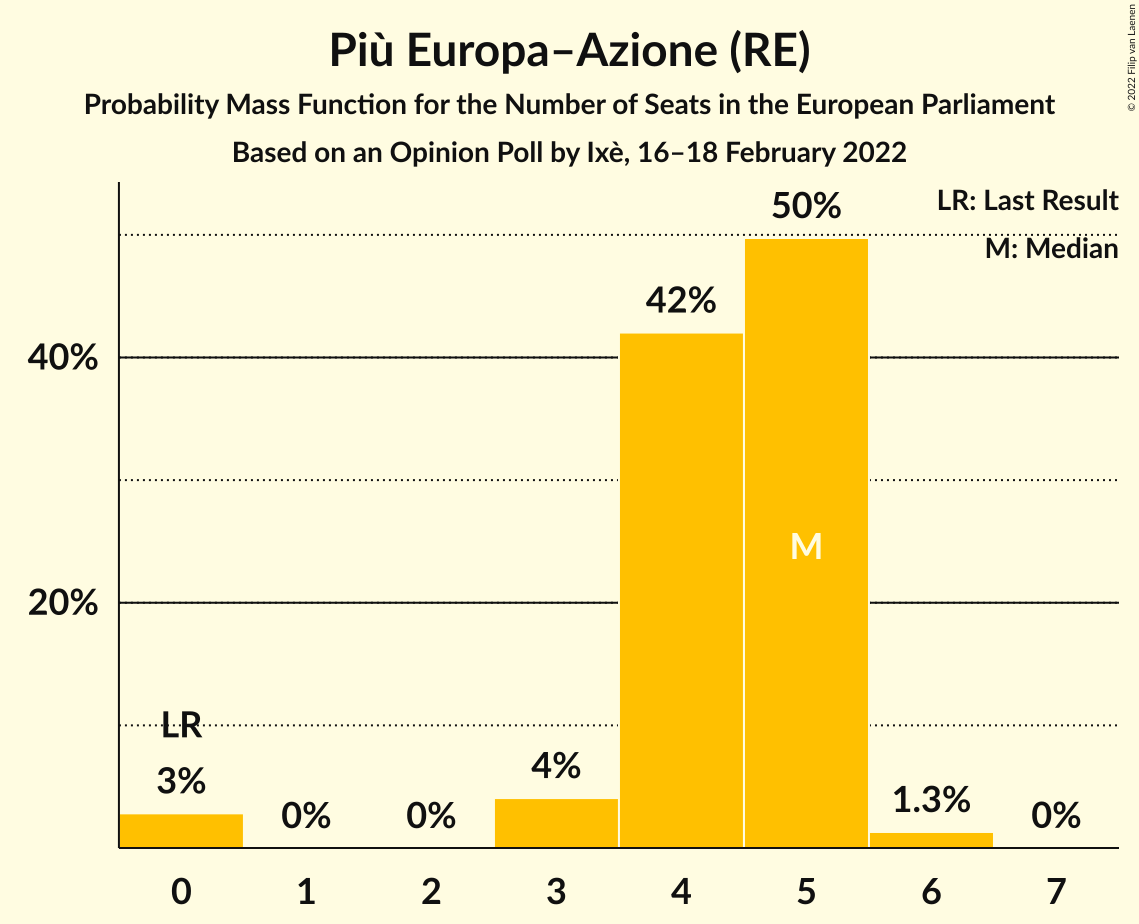 Più Europa–Azione (RE)
Probability Mass Function for the Number of Seats in the European Parliament
Based on an Opinion Poll by Ixè, 16–18 February 2022
© 2022 Filip van Laenen
LR: Last Result
M: Median
50%
42%
40%
M
20%
LR
3%
0%
0%
4%
1.3%
0%
0
1
2
3
4
5
6
7